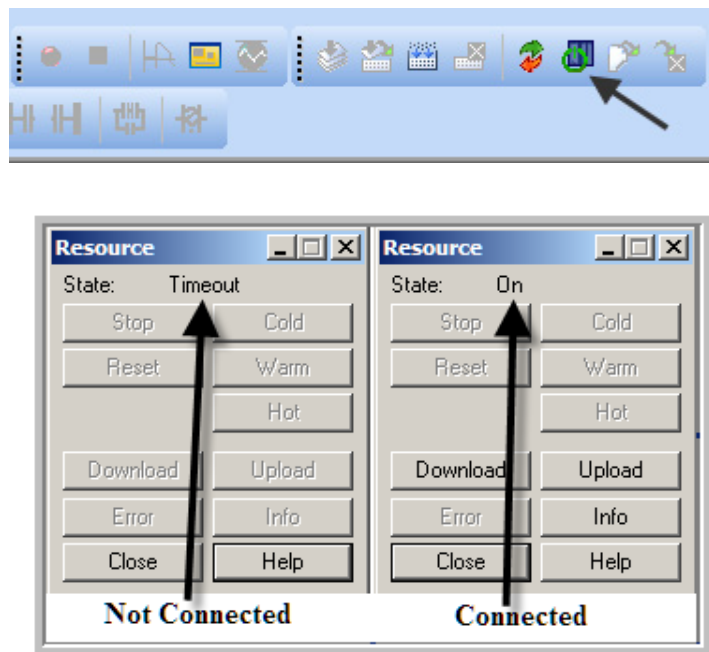 Resource
State: Timeout
Stop Cold
Reset Warm
Hot
Download Upload
Error Info
Close Help
Not Connected
Resource
State: On
Stop Cold
Reset Warm
Hot
Download Upload
Error Info
Close Help
Connected